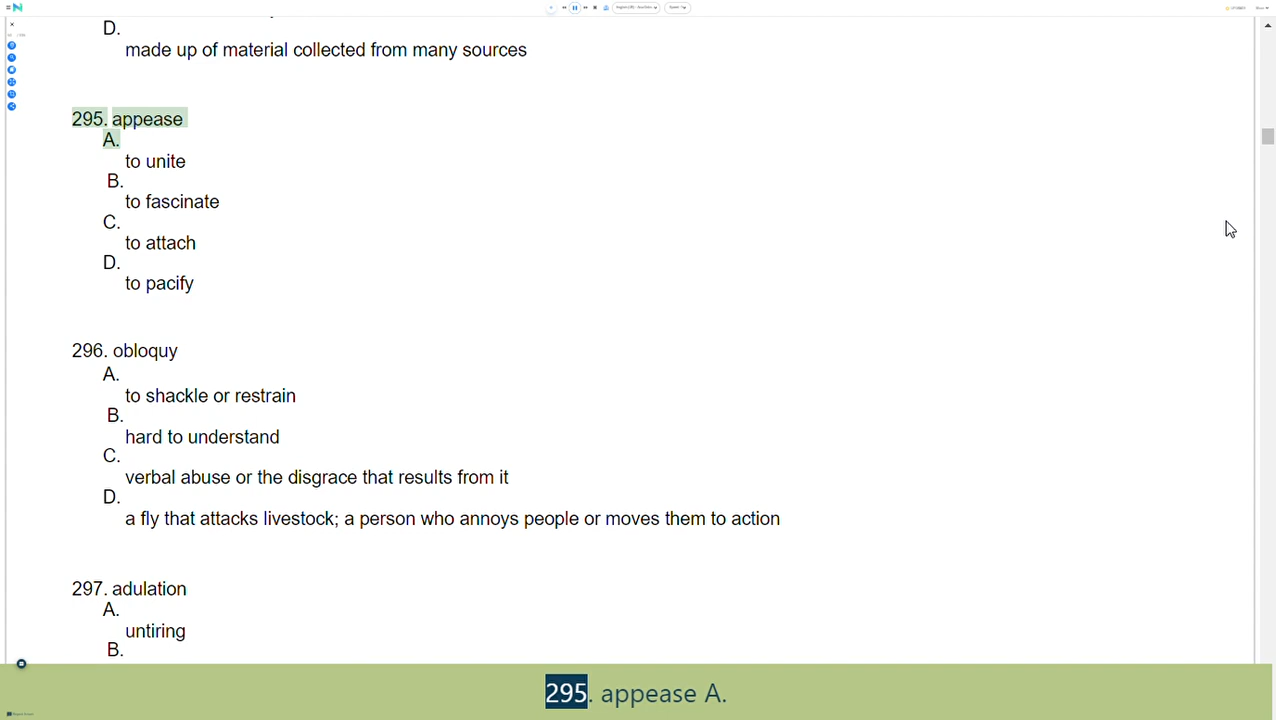 D.
made up of material collected from many sources
295. appease
A.
to unite
B.
to fascinate
C.
to attach
D.
to pacify
296. obloquy
A.
to shackle or restrain
B.
hard to understand
C.
verbal abuse or the disgrace that results from it
D.
a fly that attacks livestock; a person who annoys people or moves them to action
297. adulation
A.
untiring
B.
295. appease A.